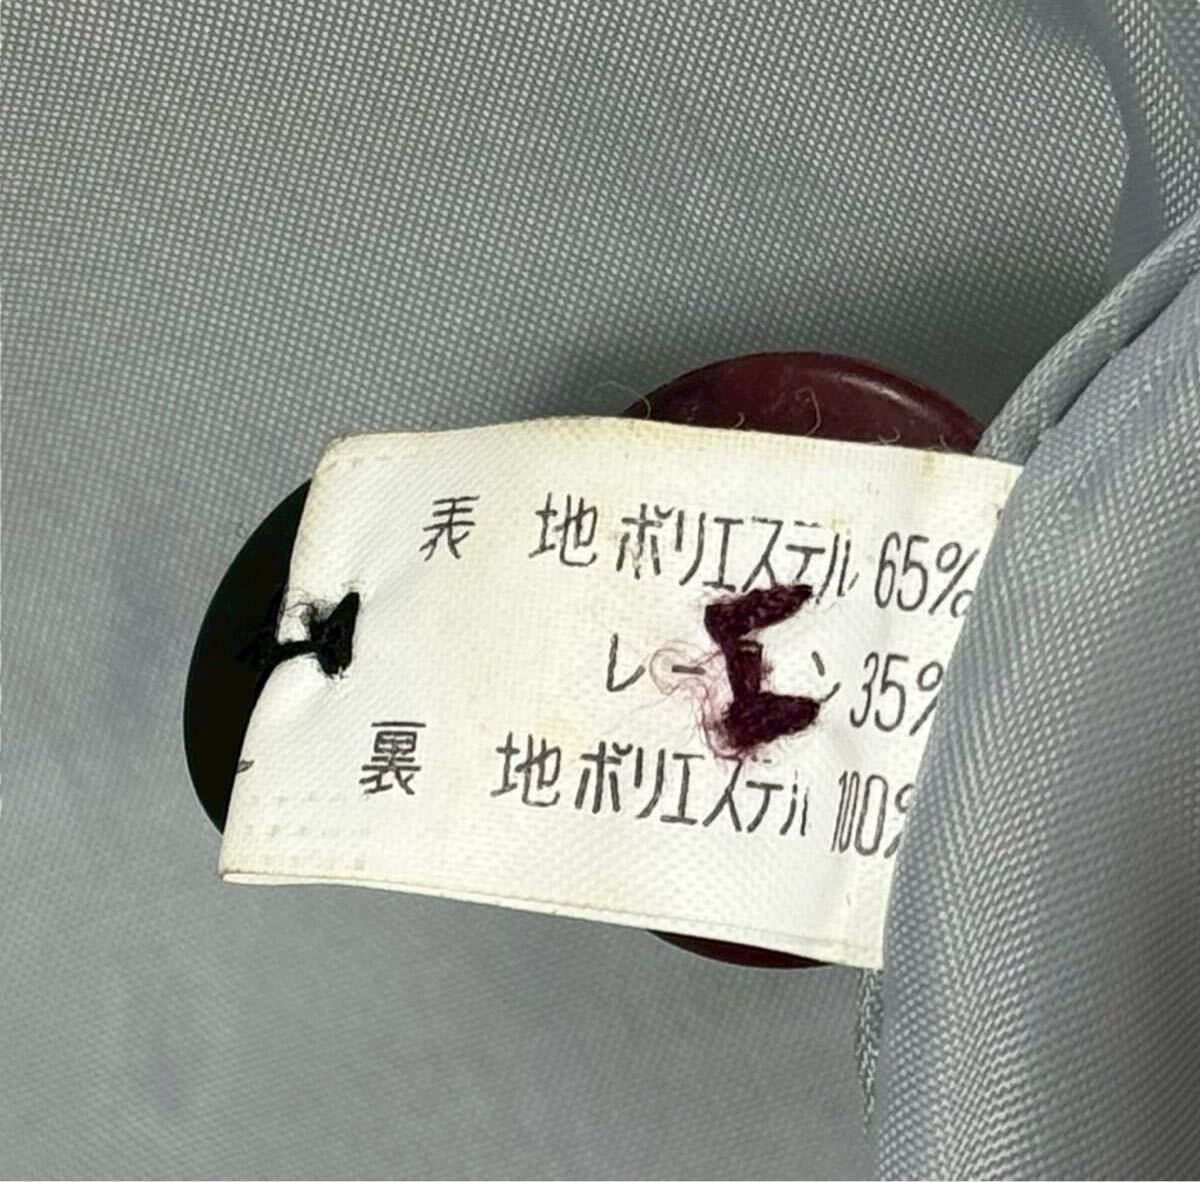 表 地 ポリエステル 65%
レーヨン 35%
裏 地 ポリエステル 100%